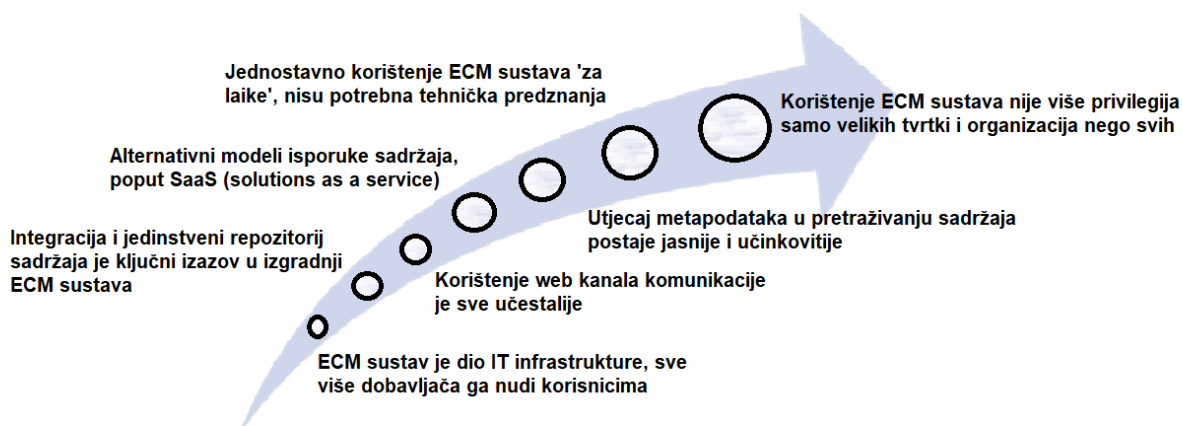 Jednostavno korištenje ECM sustava 'za
laike', nisu potrebna tehnička predznanja
Korištenje ECM sustava nije više privilegija
samo velikih tvrtki i organizacija nego svih
Alternativni modeli isporuke sadržaja,
poput SaaS (solutions as a service)
Utjecaj metapodataka u pretraživanju sadržaja
postaje jasnije i učinkovitije
Integracija i jedinstveni repozitorij
sadržaja je ključni izazov u izgradnji
ECM sustava
Korištenje web kanala komunikacije
je sve učestalije
ECM sustav je dio IT infrastrukture, sve
više dobavljača ga nudi korisnicima